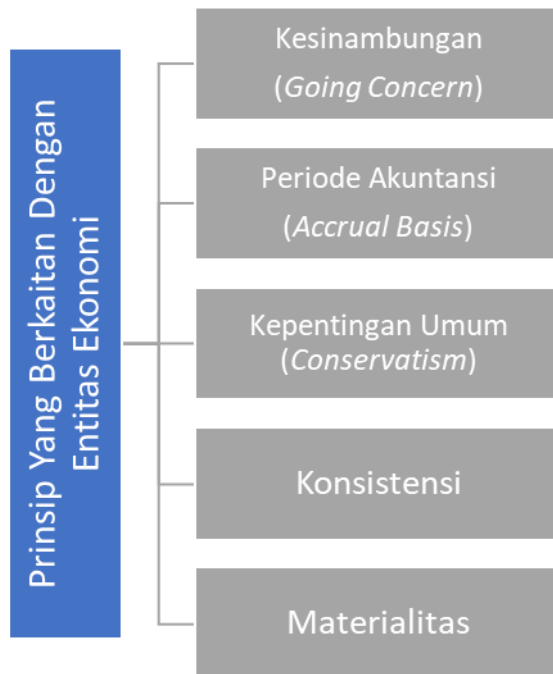 Prinsip Yang Berkaitan Dengan
Entitas Ekonomi
Kesinambungan
(Going Concern)
Periode Akuntansi
(Accrual Basis)
Kepentingan Umum
(Conservatism)
Konsistensi
Materialitas